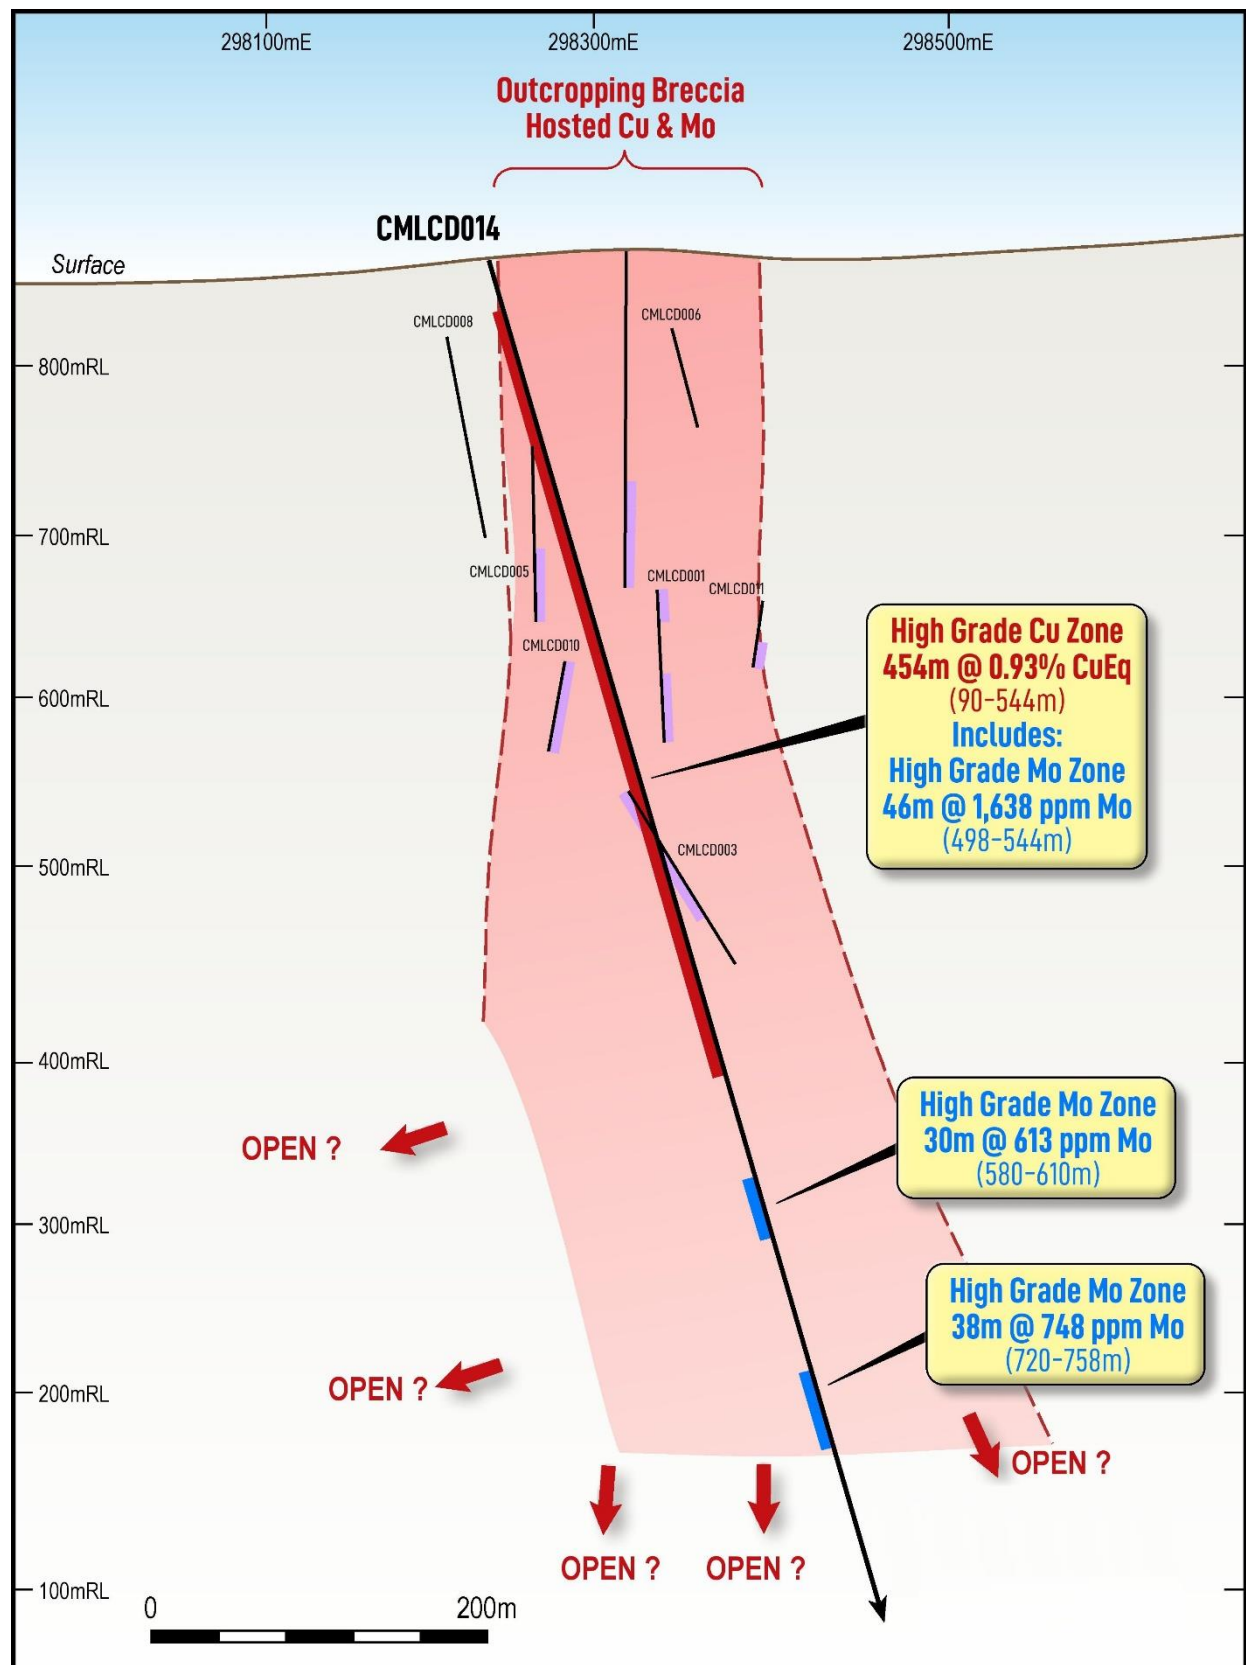 298100mE
298300mE
298500mE
Outcropping Breccia
Hosted Cu & Mo
CMLCD014
Surface
CMLCD008
CMLCD006
800mRL
700mRL
CMLCD005
CMLCD001
CMLCD011
CMLCD010
600mRL
High Grade Cu Zone
454m @ 0.93% CuEq
(90-544m)
Includes:
High Grade Mo Zone
46m @ 1,638 ppm Mo
(498-544m)
CMLCD003
500mRL
400mRL
High Grade Mo Zone
30m @ 613 ppm Mo
(580-610m)
OPEN ?
300mRL
High Grade Mo Zone
38m @ 748 ppm Mo
(720-758m)
OPEN ?
200mRL
OPEN ?
OPEN ?
OPEN ?
100mRL
0
200m